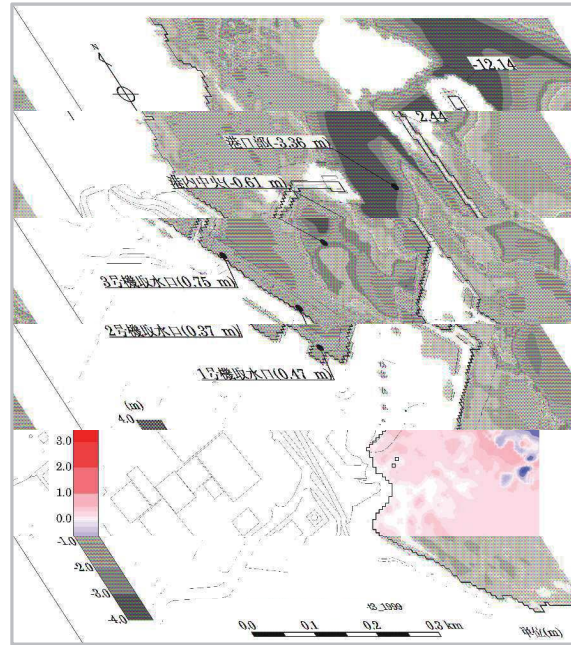 N
-12.14
2.44
港口部(-3.36 m)
港内中央(-0.61 m)
3号機取水口(0.75 m)
2号機取水口(0.37 m)
1号機取水口(0.47 m)
(m)
4.0
3.0
2.0
1.0
0.0
-1.0
-2.0
-3.0
-4.0
t3_1999
0.0 0.1 0.2 0.3 km
単位(m)